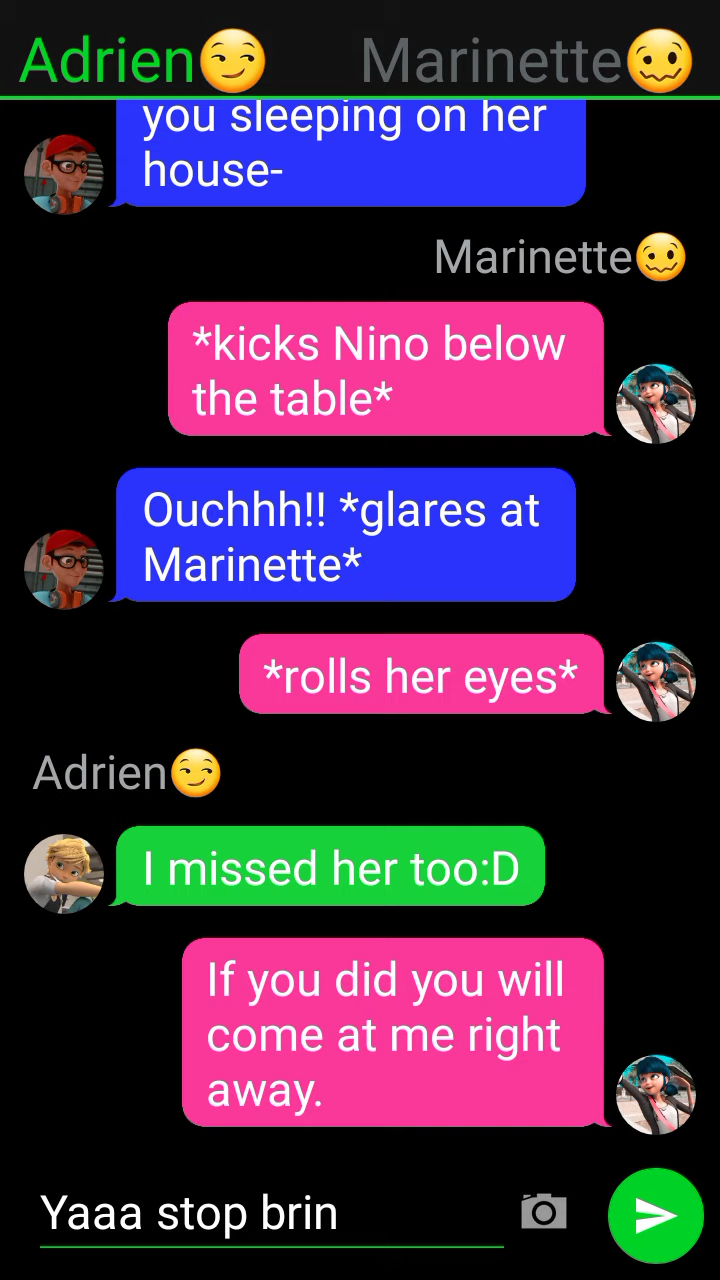 Adrien😏 Marinette🥴
you sleeping on her
house-
Marinette🥴
*kicks Nino below
the table*
Ouchhh!! *glares at
Marinette*
*rolls her eyes*
Adrien😏
I missed her too:D
If you did you will
come at me right
away.
Yaaa stop brin